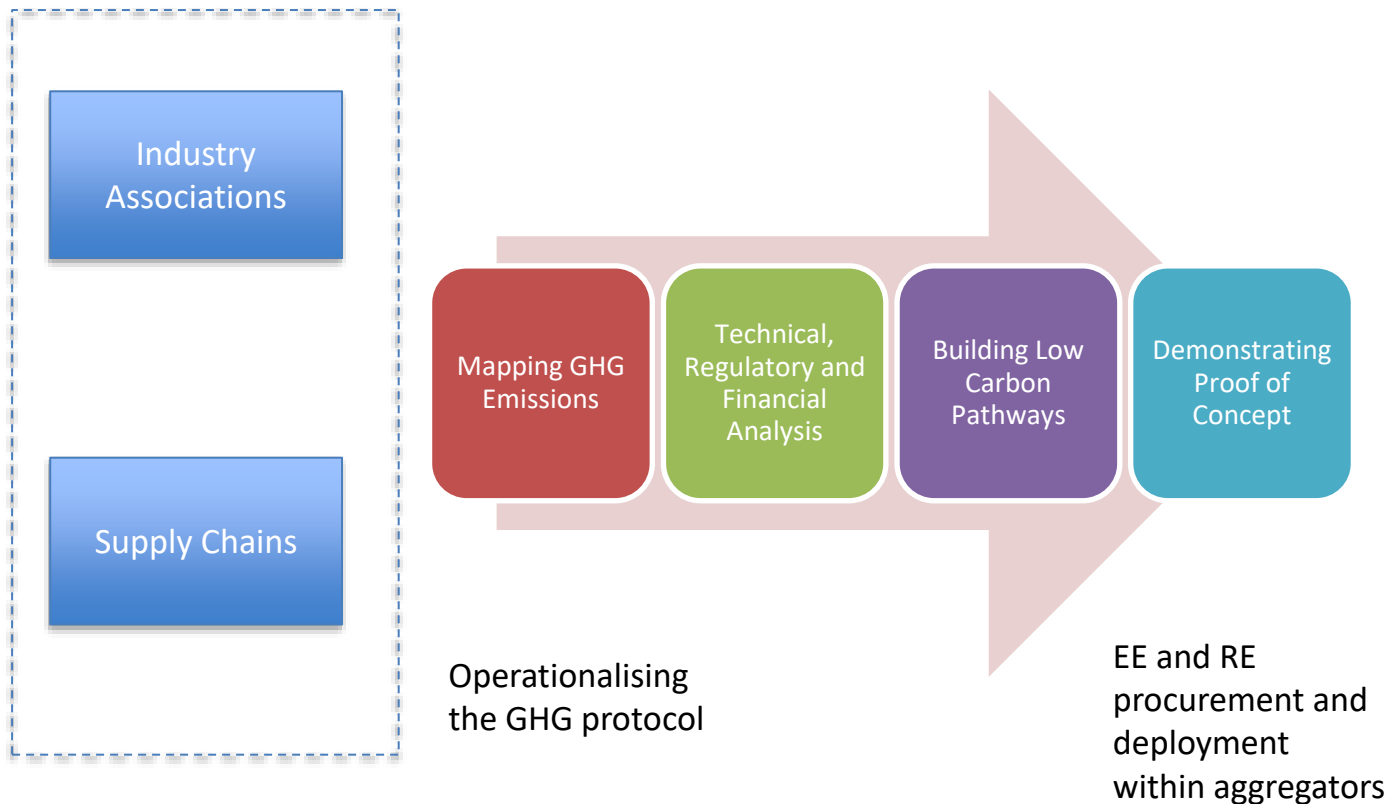 Industry
Associations
Supply Chains
Mapping GHG
Emissions
Technical,
Regulatory and
Financial
Analysis
Building Low
Carbon
Pathways
Demonstrating
Proof of
Concept
Operationalising
the GHG protocol
EE and RE
procurement and
deployment
within aggregators